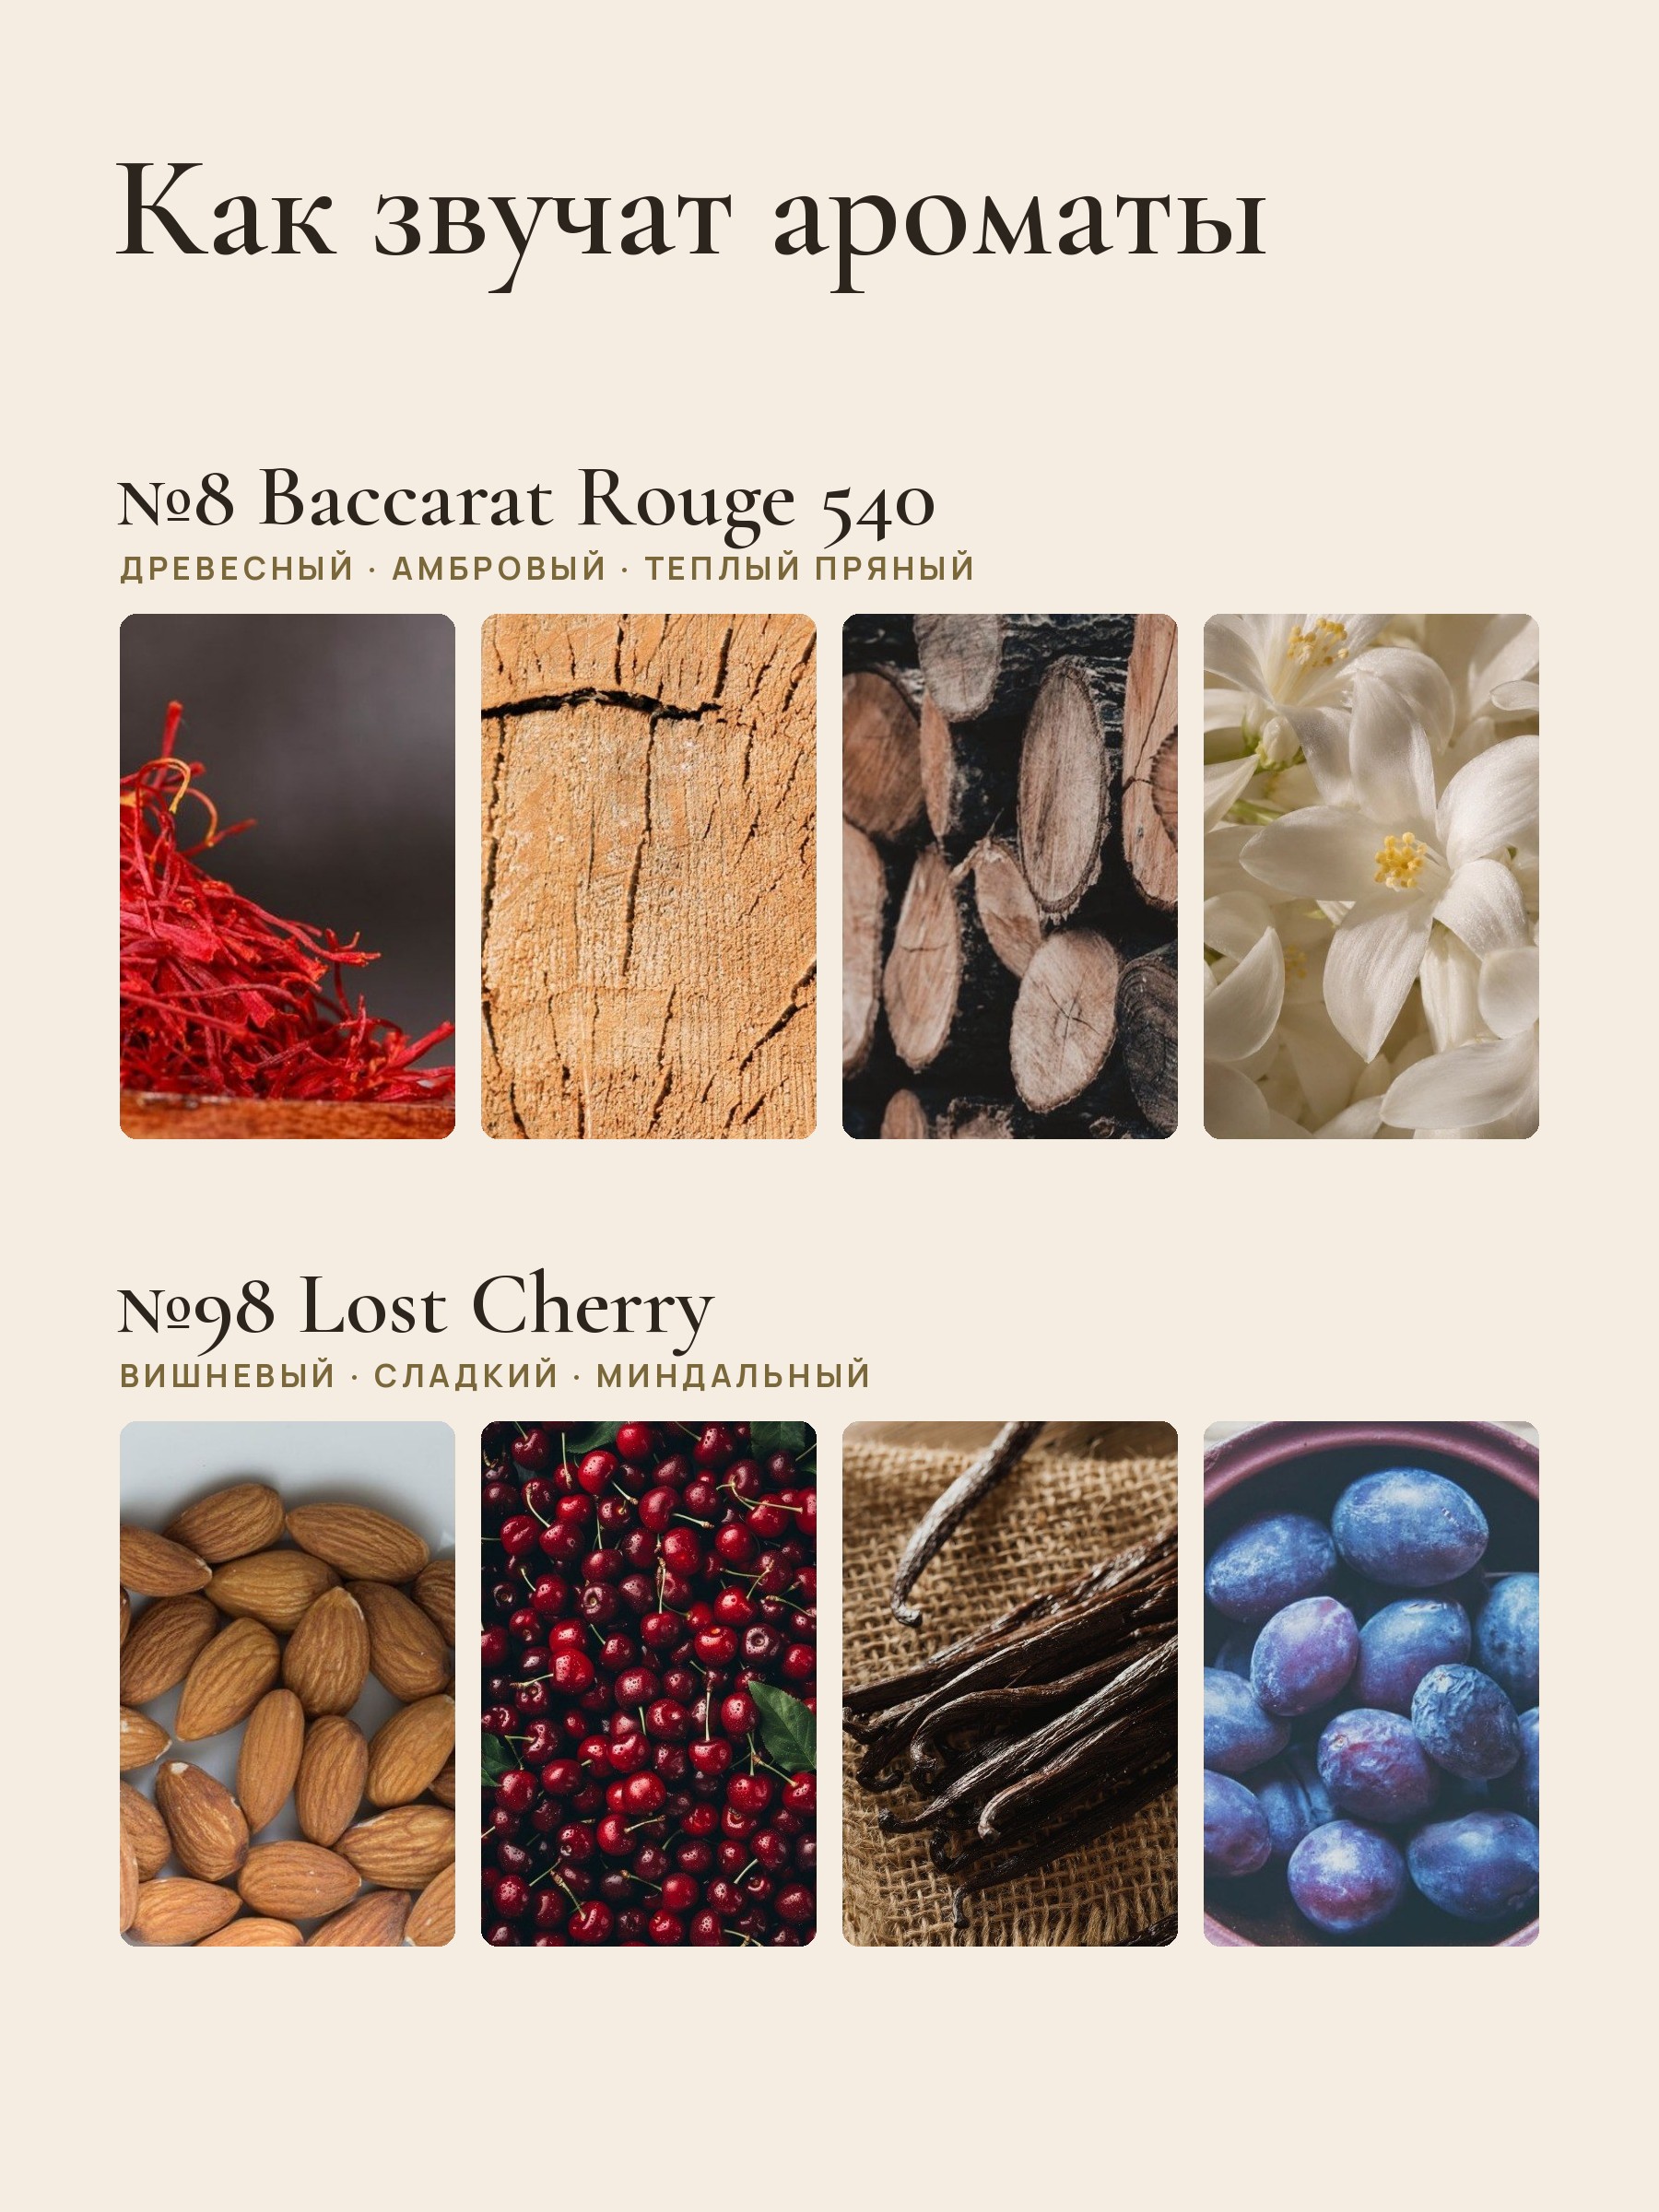 Как звучат ароматы
№8 Baccarat Rouge 540
ДРЕВЕСНЫЙ · АМБРОВЫЙ · ТЕПЛЫЙ ПРЯНЫЙ
№98 Lost Cherry
ВИШНЕВЫЙ · СЛАДКИЙ · МИНДАЛЬНЫЙ